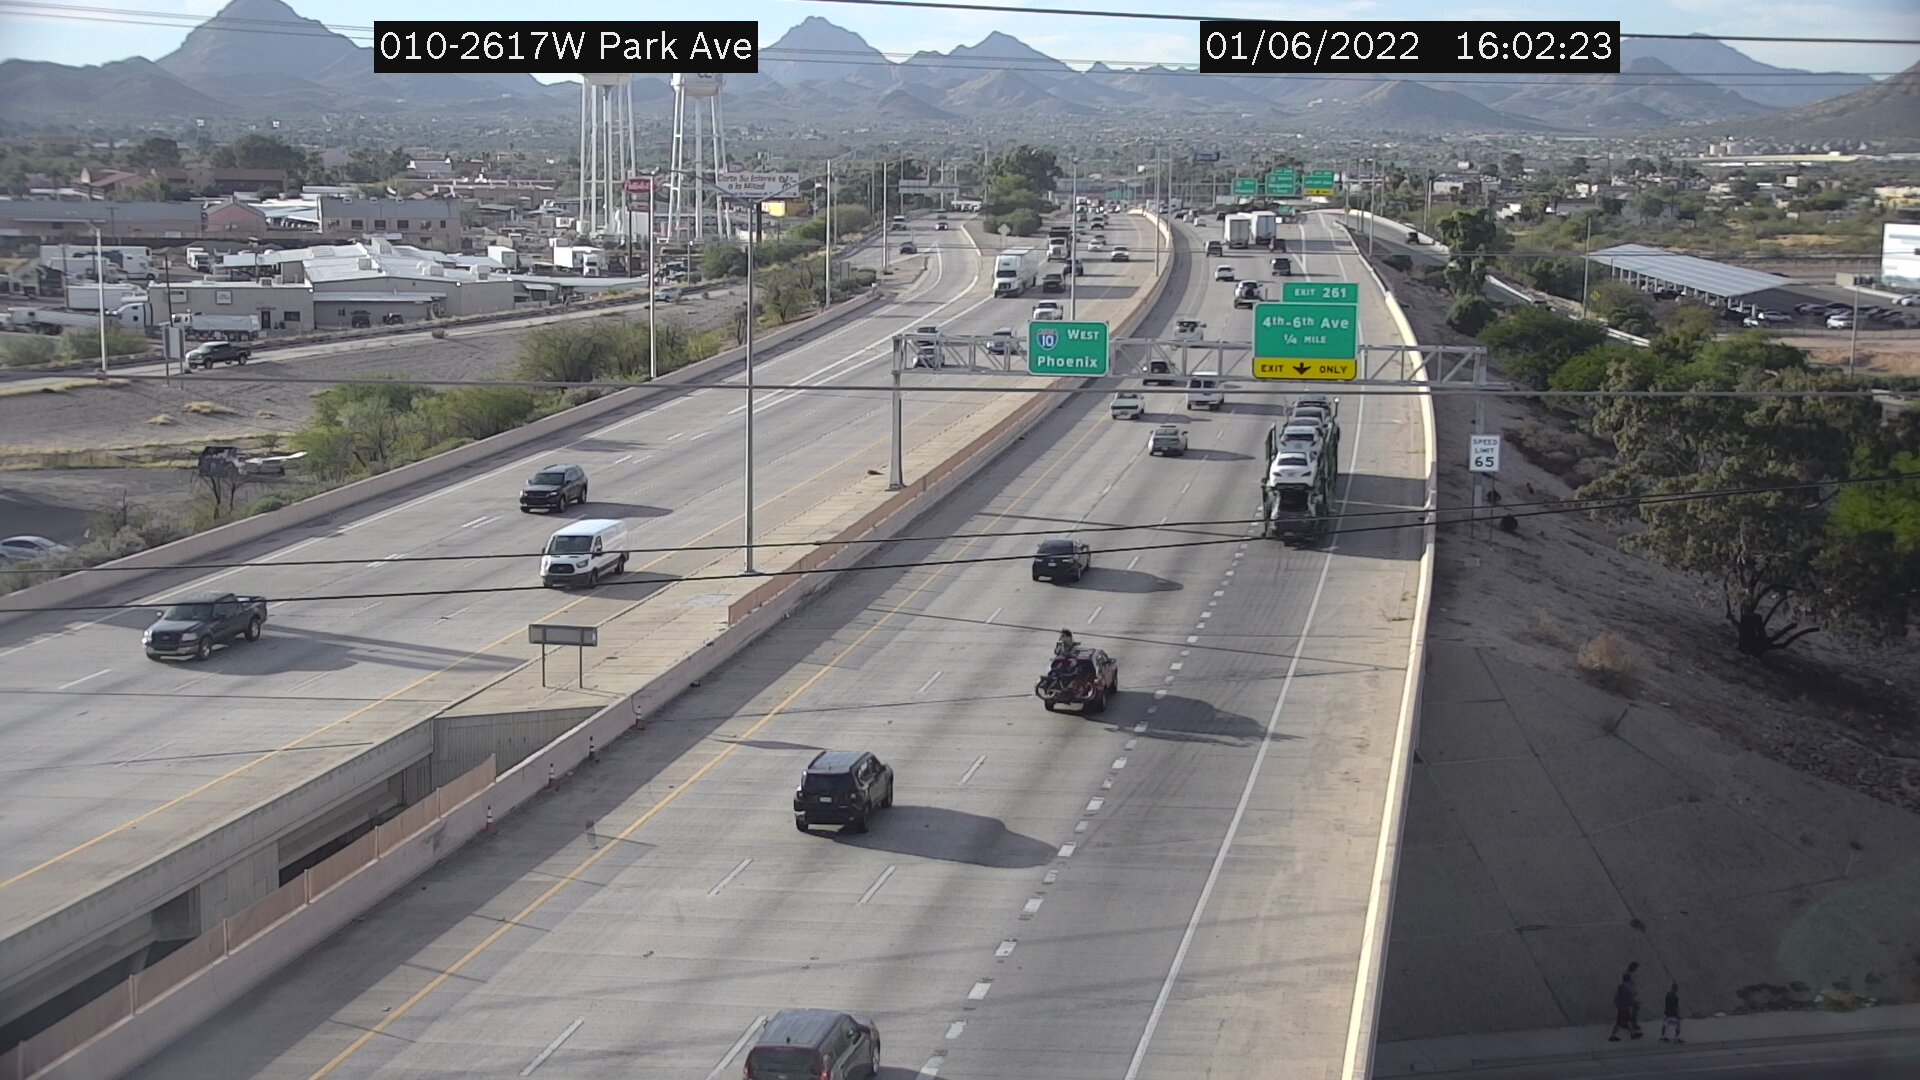 010-2617W Park Ave
01/06/2022 16:02:23
EXIT 261
4th-6th Ave
1/4 MILE
EXIT ONLY
10
WEST
Phoenix
SPEED
LIMIT
65